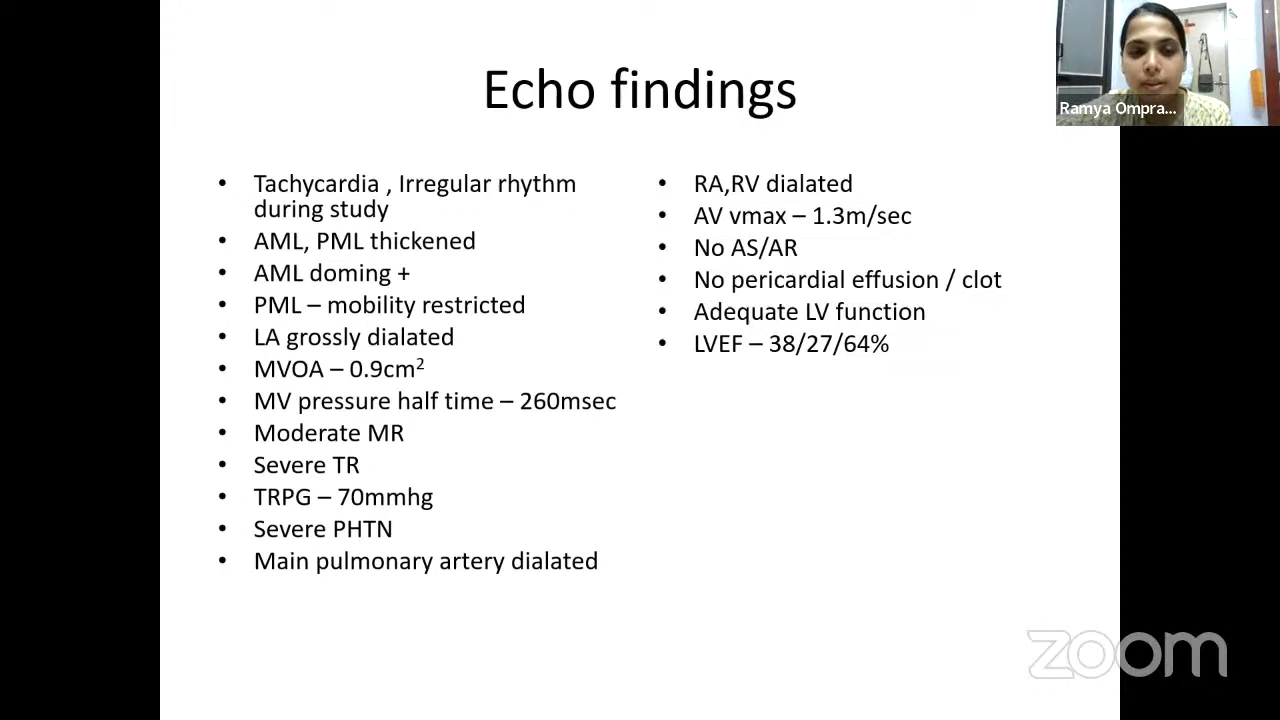 Echo findings
Ramya Ompra...
• Tachycardia , Irregular rhythm
during study
• AML, PML thickened
• AML doming +
• PML – mobility restricted
• LA grossly dialated
• MVOA – 0.9cm²
• MV pressure half time – 260msec
• Moderate MR
• Severe TR
• TRPG – 70mmhg
• Severe PHTN
• Main pulmonary artery dialated
• RA,RV dialated
• AV vmax – 1.3m/sec
• No AS/AR
• No pericardial effusion / clot
• Adequate LV function
• LVEF – 38/27/64%
zoom